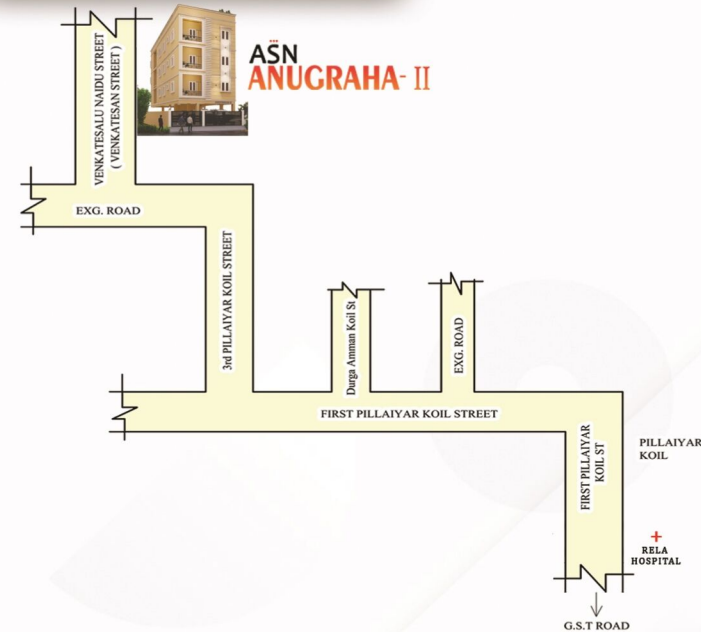 ASN
ANUGRAHA- II
VENKATESALU NAIDU STREET
( VENKATESAN STREET )
EXG. ROAD
3rd PILLAIYAR KOIL STREET
Durga Amman Koil St
EXG. ROAD
FIRST PILLAIYAR KOIL STREET
FIRST PILLAIYAR
KOIL ST
PILLAIYAR
KOIL
RELA
HOSPITAL
G.S.T ROAD